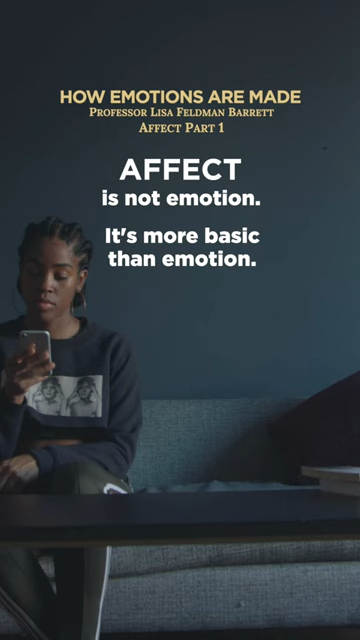 HOW EMOTIONS ARE MADE
PROFESSOR LISA FELDMAN BARRETT
AFFECT PART 1
AFFECT
is not emotion.
It's more basic
than emotion.